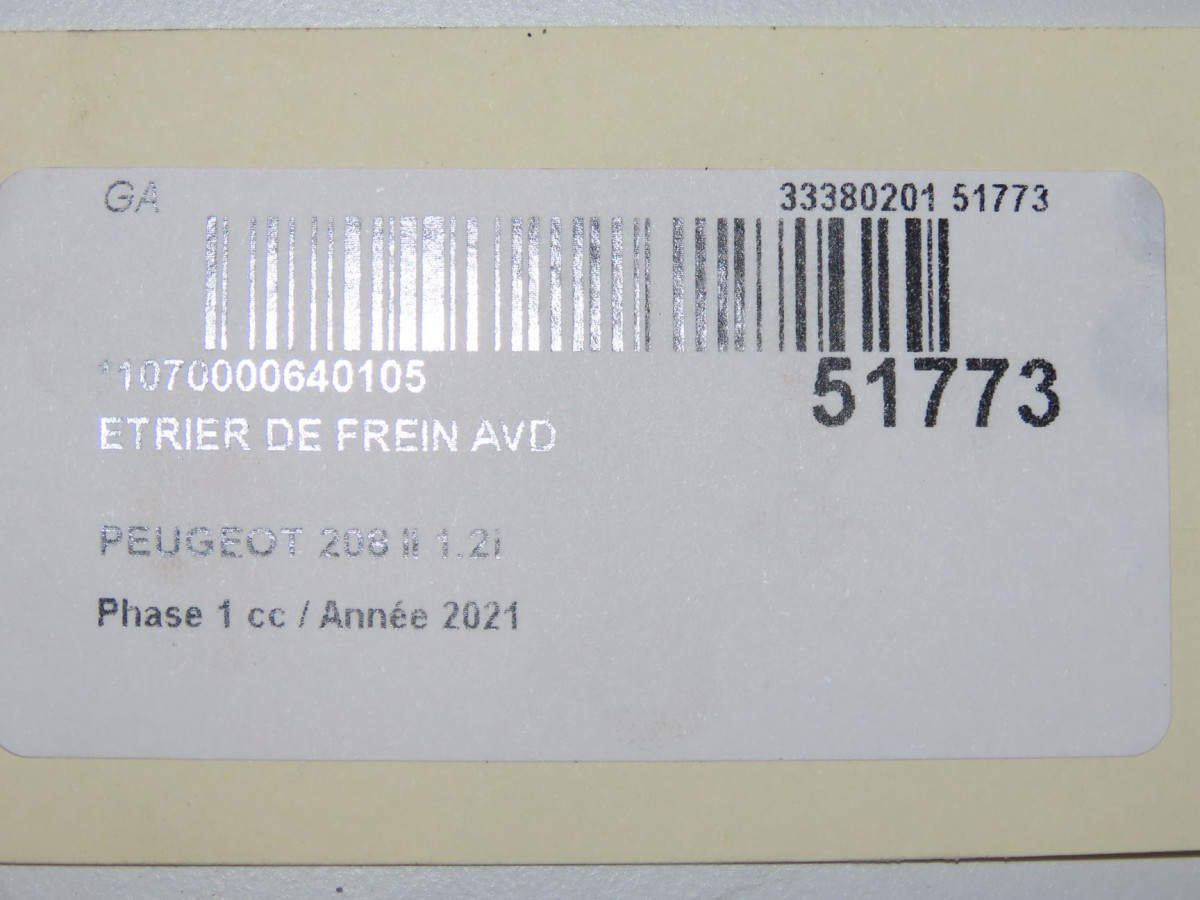 GA 33380201 51773
*1070000640105 51773
ETRIER DE FREIN AVD
PEUGEOT 208 II 1.2i
Phase 1 cc / Année 2021